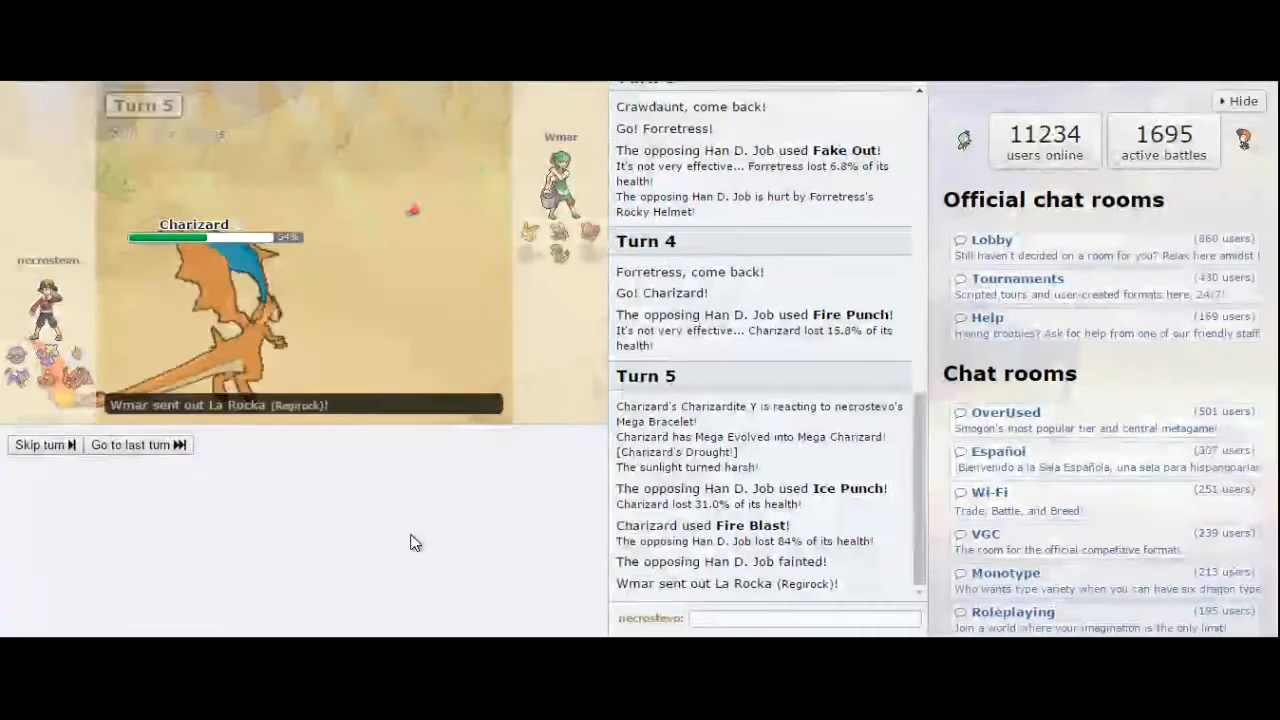 Turn 5
Wmar
Charizard
54%
necrostevo
Wmar sent out La Rocka (Regirock)!
Skip turn
Go to last turn
Crawdaunt, come back!
Go! Forretress!
The opposing Han D. Job used Fake Out!
It's not very effective... Forretress lost 6.8% of its
health!
The opposing Han D. Job is hurt by Forretress's
Rocky Helmet!
Turn 4
Forretress, come back!
Go! Charizard!
The opposing Han D. Job used Fire Punch!
It's not very effective... Charizard lost 15.8% of its
health!
Turn 5
Charizard's Charizardite Y is reacting to necrostevo's
Mega Bracelet!
Charizard has Mega Evolved into Mega Charizard!
[Charizard's Drought!]
The sunlight turned harsh!
The opposing Han D. Job used Ice Punch!
Charizard lost 31.0% of its health!
Charizard used Fire Blast!
The opposing Han D. Job lost 84% of its health!
The opposing Han D. Job fainted!
Wmar sent out La Rocka (Regirock)!
necrostevo:
Hide
11234
users online
1695
active battles
Official chat rooms
Lobby (860 users)
Still haven't decided on a room for you? Relax here amidst
Tournaments (430 users)
Scripted tours and user-created formats here, 24/7!
Help (169 users)
Having troubles? Ask for help from one of our friendly staff
Chat rooms
OverUsed (501 users)
Smogon's most popular tier and central metagame!
Español (307 users)
Bienvenido a la Sala Española, una sala para hispanoparlan
Wi-Fi (251 users)
Trade, Battle, and Breed!
VGC (239 users)
The room for the official competitive format!
Monotype (213 users)
Who wants type variety when you can have six dragon type
Roleplaying (195 users)
Join a world where your imagination is the only limit!